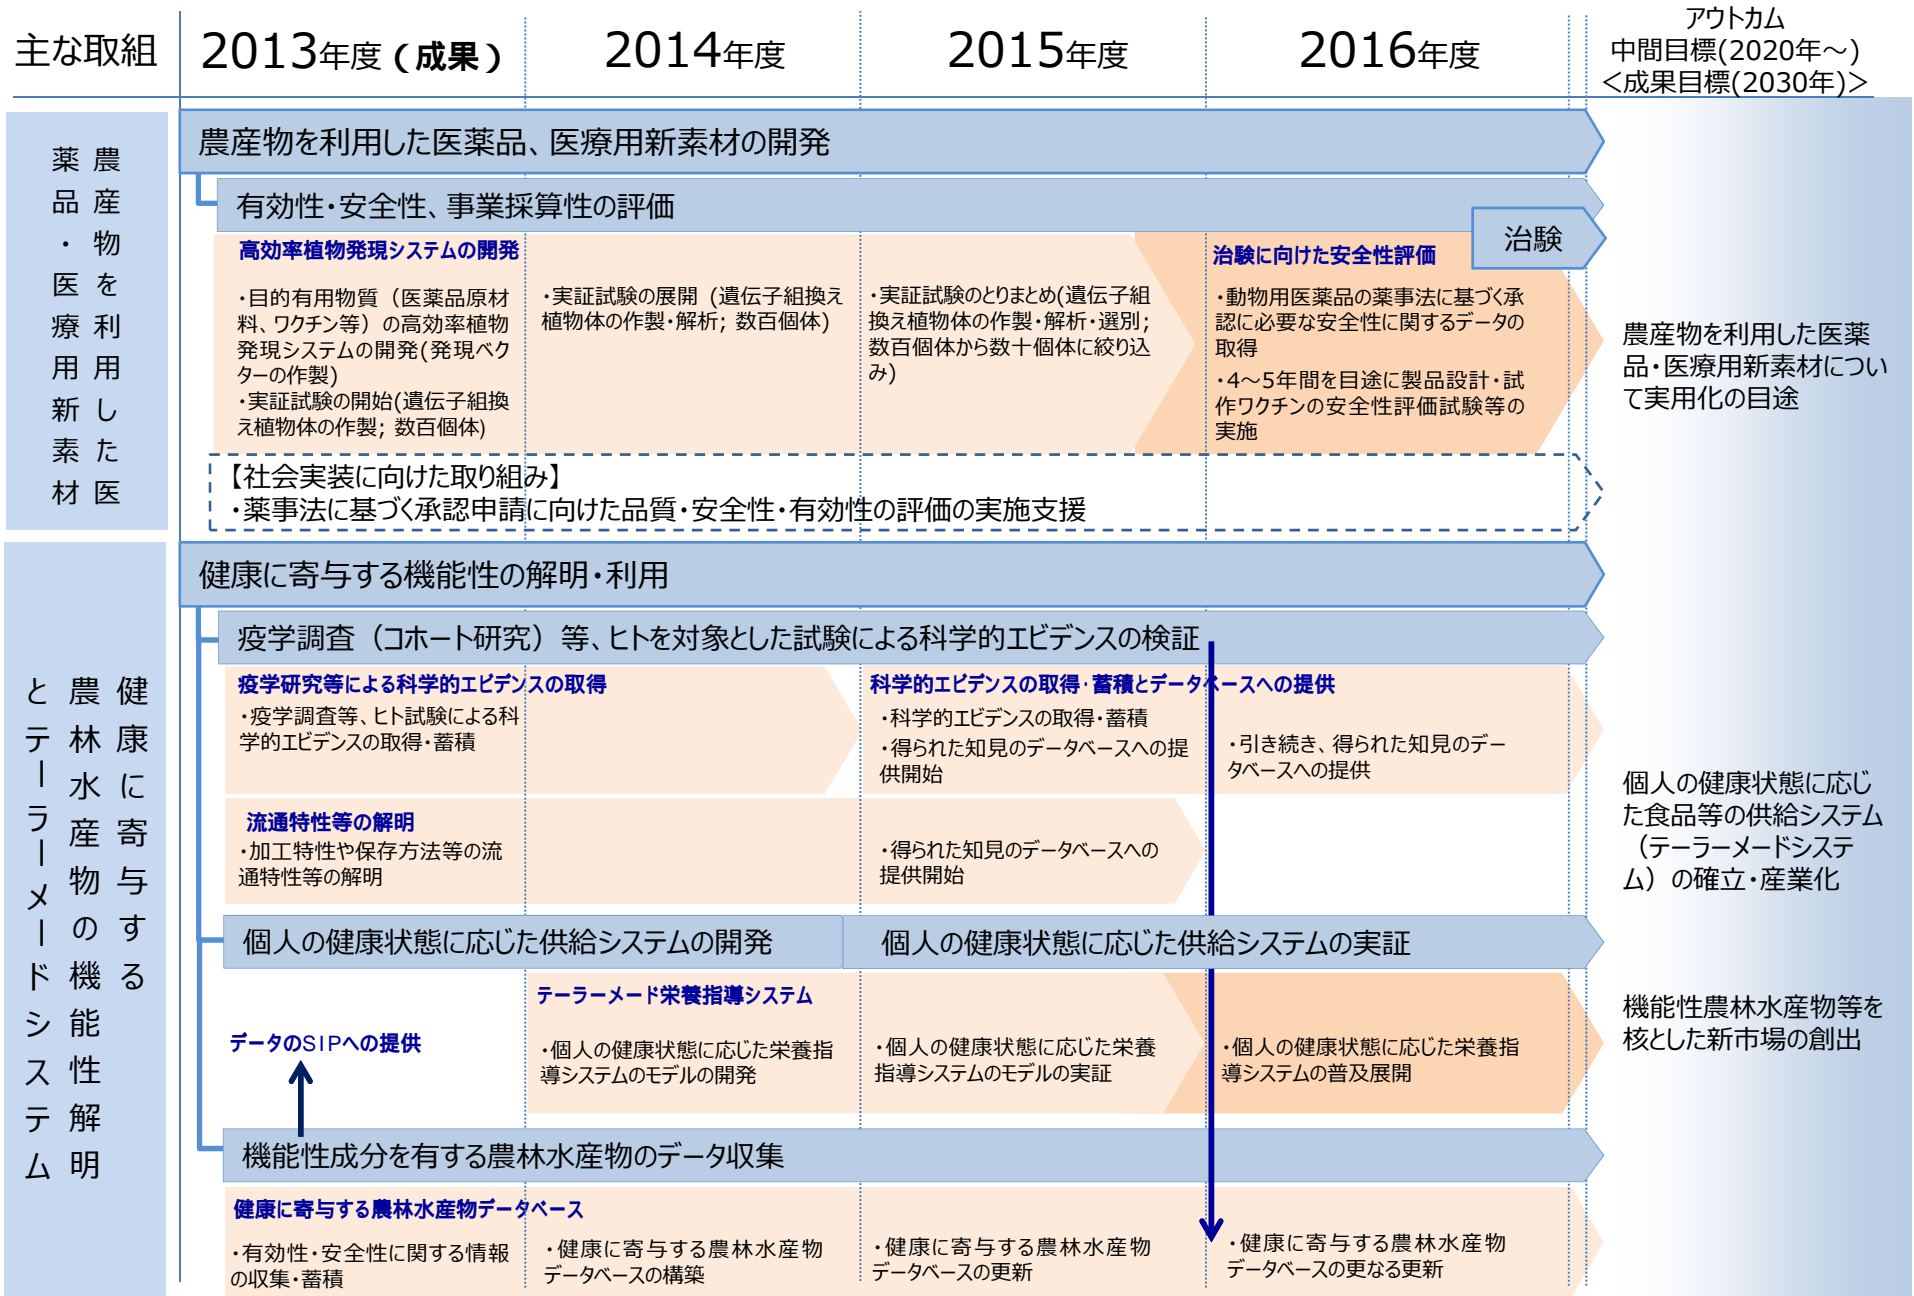 主な取組
2013年度（成果）
2014年度
2015年度
2016年度
アウトカム
中間目標(2020年～)
＜成果目標(2030年)＞
農産物を利用した医
薬品・医療用新素材
農産物を利用した医薬品、医療用新素材の開発
有効性・安全性、事業採算性の評価
治験
高効率植物発現システムの開発
・目的有用物質（医薬品原材
料、ワクチン等）の高効率植物
発現システムの開発(発現ベク
ターの作製)
・実証試験の開始(遺伝子組換
え植物体の作製；数百個体)
・実証試験の展開（遺伝子組換え
植物体の作製・解析；数百個体)
・実証試験のとりまとめ(遺伝子組
換え植物体の作製・解析・選別；
数百個体から数十個体に絞り込
み)
治験に向けた安全性評価
・動物用医薬品の薬事法に基づく承
認に必要な安全性に関するデータの
取得
・4～5年間を目途に製品設計・試
作ワクチンの安全性評価試験等の
実施
農産物を利用した医薬
品・医療用新素材につい
て実用化の目途
【社会実装に向けた取り組み】
・薬事法に基づく承認申請に向けた品質・安全性・有効性の評価の実施支援
健康に寄与する
農林水産物の機能性解明
とテーラーメードシステム
健康に寄与する機能性の解明・利用
疫学調査（コホート研究）等、ヒトを対象とした試験による科学的エビデンスの検証
疫学研究等による科学的エビデンスの取得
・疫学調査等、ヒト試験による科
学的エビデンスの取得・蓄積
科学的エビデンスの取得・蓄積とデータベースへの提供
・科学的エビデンスの取得・蓄積
・得られた知見のデータベースへの提
供開始
・引き続き、得られた知見のデー
タベースへの提供
流通特性等の解明
・加工特性や保存方法等の流
通特性等の解明
・得られた知見のデータベースへの
提供開始
個人の健康状態に応じ
た食品等の供給システム
（テーラーメードシステ
ム）の確立・産業化
個人の健康状態に応じた供給システムの開発
個人の健康状態に応じた供給システムの実証
テーラーメード栄養指導システム
データのSIPへの提供
・個人の健康状態に応じた栄養指
導システムのモデルの開発
・個人の健康状態に応じた栄養
指導システムのモデルの実証
・個人の健康状態に応じた栄養指
導システムの普及展開
機能性農林水産物等を
核とした新市場の創出
機能性成分を有する農林水産物のデータ収集
健康に寄与する農林水産物データベース
・有効性・安全性に関する情報
の収集・蓄積
・健康に寄与する農林水産物
データベースの構築
・健康に寄与する農林水産物
データベースの更新
・健康に寄与する農林水産物
データベースの更なる更新